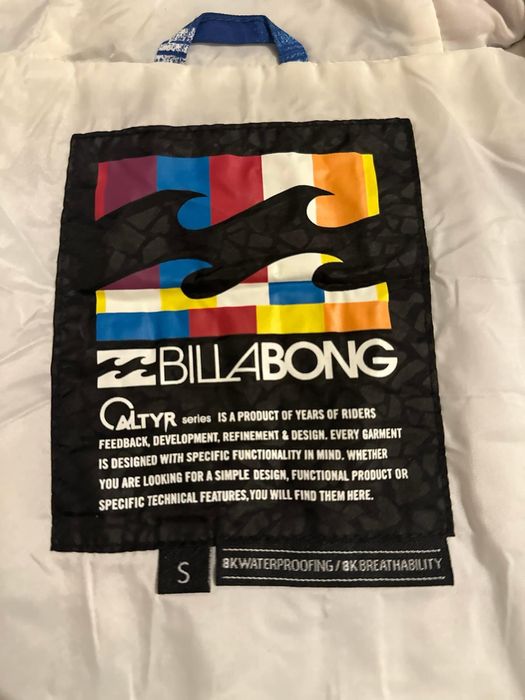 BILLABONG
ALTYR series IS A PRODUCT OF YEARS OF RIDERS
FEEDBACK, DEVELOPMENT, REFINEMENT & DESIGN. EVERY GARMENT
IS DESIGNED WITH SPECIFIC FUNCTIONALITY IN MIND. WHETHER
YOU ARE LOOKING FOR A SIMPLE DESIGN, FUNCTIONAL PRODUCT OR
SPECIFIC TECHNICAL FEATURES, YOU WILL FIND THEM HERE.
S
8K WATERPROOFING / 8K BREATHABILITY